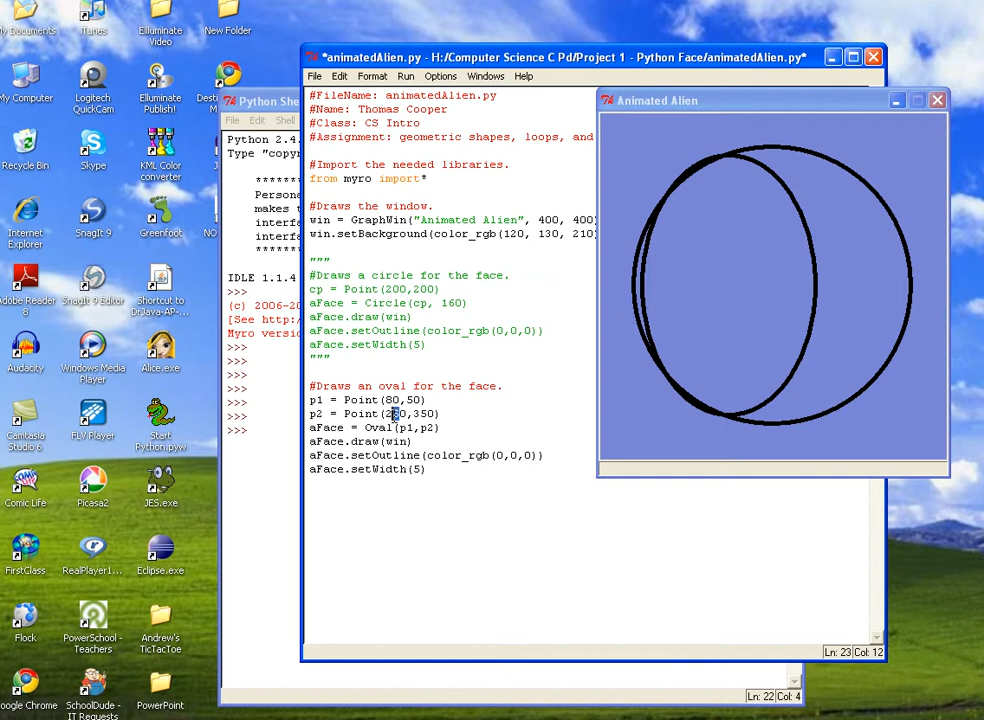 My Documents
iTunes
Elluminate Video
New Folder
My Computer
Logitech QuickCam
Elluminate Publish!
Recycle Bin
Skype
KML Color converter
Internet Explorer
SnagIt 9
Greenfoot
Adobe Reader 8
SnagIt 9 Editor
Shortcut to DrJava-AP-...
Audacity
Windows Media Player
Alice.exe
Camtasia Studio 6
FLV Player
Start Python.pyw
Comic Life
Picasa2
JES.exe
FirstClass
RealPlayer1...
Eclipse.exe
Flock
PowerSchool - Teachers
Andrew's TicTacToe
oogle Chrome
SchoolDude - IT Requests
PowerPoint
Python She
File Edit Shell
Python 2.4.
Type "copyr
****
Persona
makes t
interfa
interfa
****
IDLE 1.1.4
>>>
(c) 2006-20
[See http:/
Myro versio
>>>
>>>
>>>
>>>
>>>
>>>
>>>
Ln: 22 Col: 4
*animatedAlien.py - H:/Computer Science C Pd/Project 1 - Python Face/animatedAlien.py*
File Edit Format Run Options Windows Help
#FileName: animatedAlien.py
#Name: Thomas Cooper
#Class: CS Intro
#Assignment: geometric shapes, loops, and
#Import the needed libraries.
from myro import*
#Draws the window.
win = GraphWin("Animated Alien", 400, 400)
win.setBackground(color_rgb(120, 130, 210)
"""
#Draws a circle for the face.
cp = Point(200,200)
aFace = Circle(cp, 160)
aFace.draw(win)
aFace.setOutline(color_rgb(0,0,0))
aFace.setWidth(5)
"""
#Draws an oval for the face.
p1 = Point(80,50)
aFace = Oval(p1,p2)
aFace.draw(win)
aFace.setOutline(color_rgb(0,0,0))
aFace.setWidth(5)
Ln: 23 Col: 12
Animated Alien